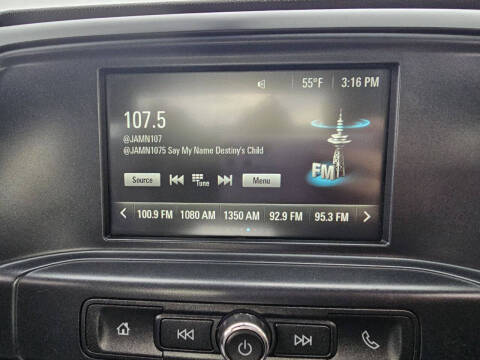 55°F 3:16 PM
107.5
@JAMN107
@JAMN1075 Say My Name Destiny's Child
FM
Source Tune Menu
100.9 FM 1080 AM 1350 AM 92.9 FM 95.3 FM